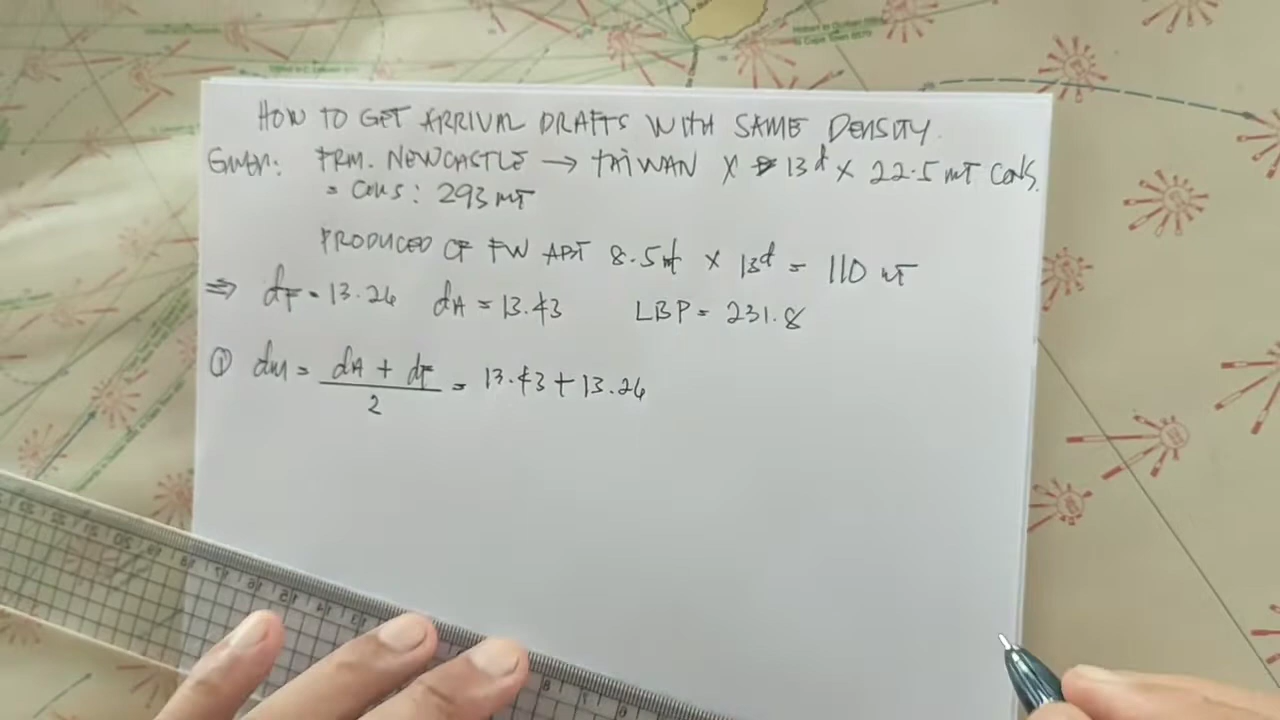 HOW TO GET ARRIVAL DRAFTS WITH SAME DENSITY.
Given: FRM. NEWCASTLE → TAIWAN X 13d X 22.5 MT CONS.
= CONS: 293 MT
PRODUCED OF FW 8.5 mt X 13d = 110 MT
⇒ dF = 13.26 dA = 13.43 LBP = 231.8
① dM = dA + dF / 2 = 13.43 + 13.26